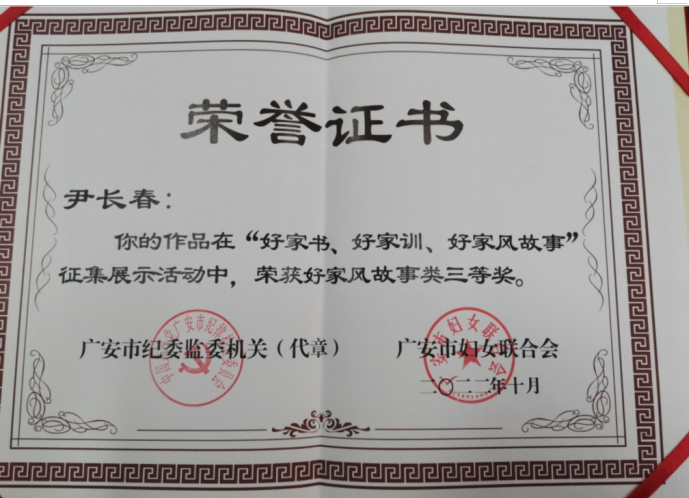 荣誉证书
尹长春：
你的作品在“好家书、好家训、好家风故事”
征集展示活动中，荣获好家风故事类三等奖。
广安市纪委监委机关（代章）
广安市妇女联合会
二〇二二年十月